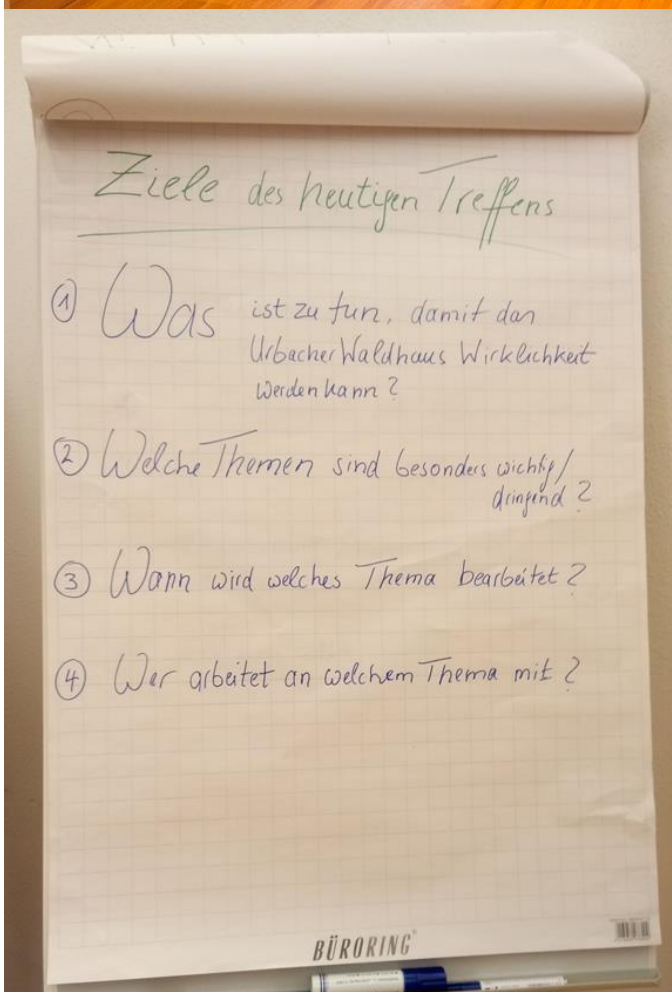 Ziele des heutigen Treffens
① Was ist zu tun, damit das
Urbacher Waldhaus Wirklichkeit
werden kann?
② Welche Themen sind besonders wichtig/
dringend?
③ Wann wird welches Thema bearbeitet?
④ Wer arbeitet an welchem Thema mit?
BÜRORING